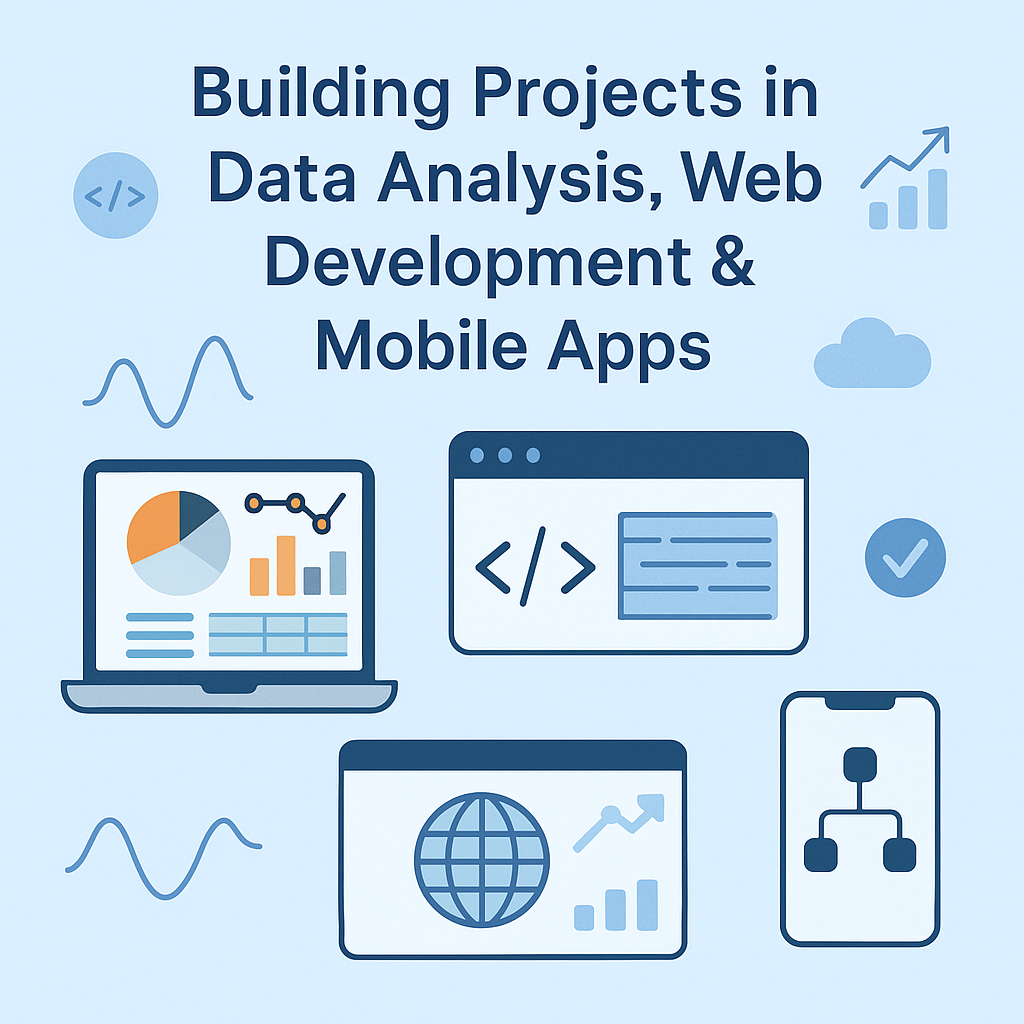 Building Projects in
Data Analysis, Web
Development &
Mobile Apps
</>
</>